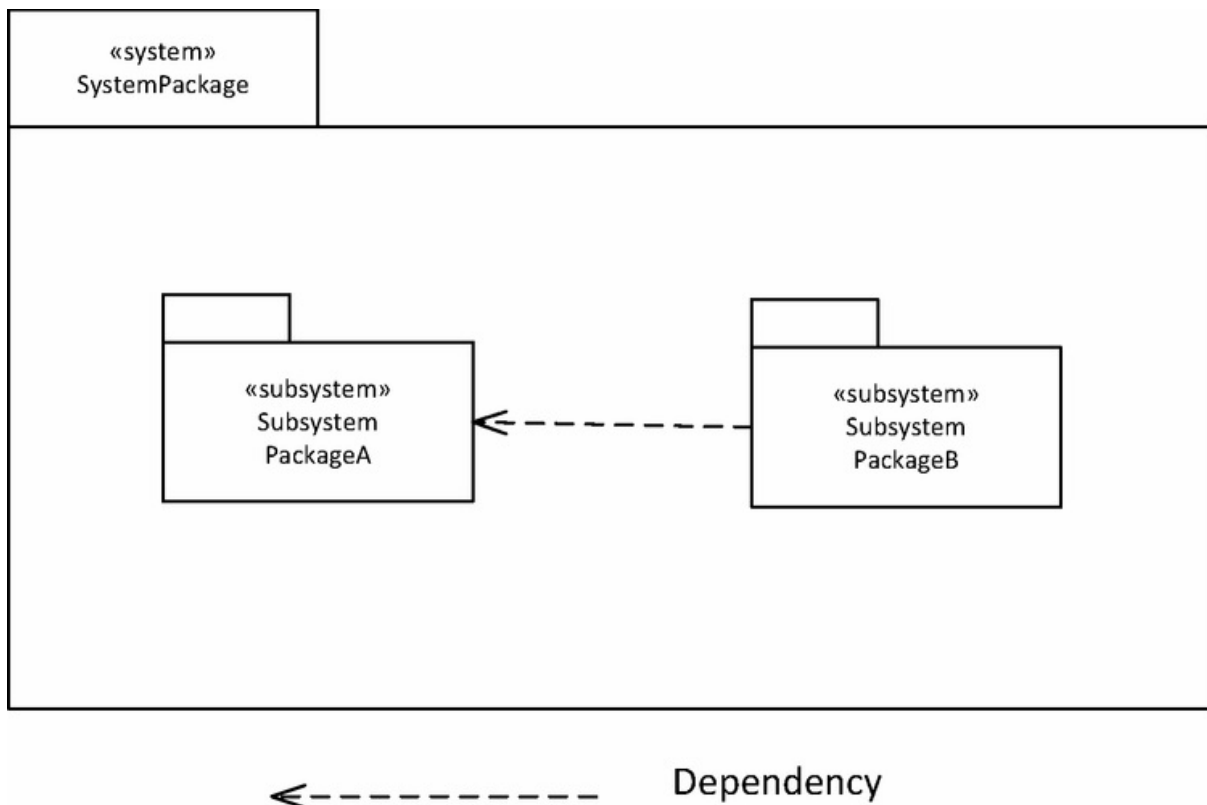 «system»
SystemPackage
«subsystem»
Subsystem
PackageA
«subsystem»
Subsystem
PackageB
Dependency